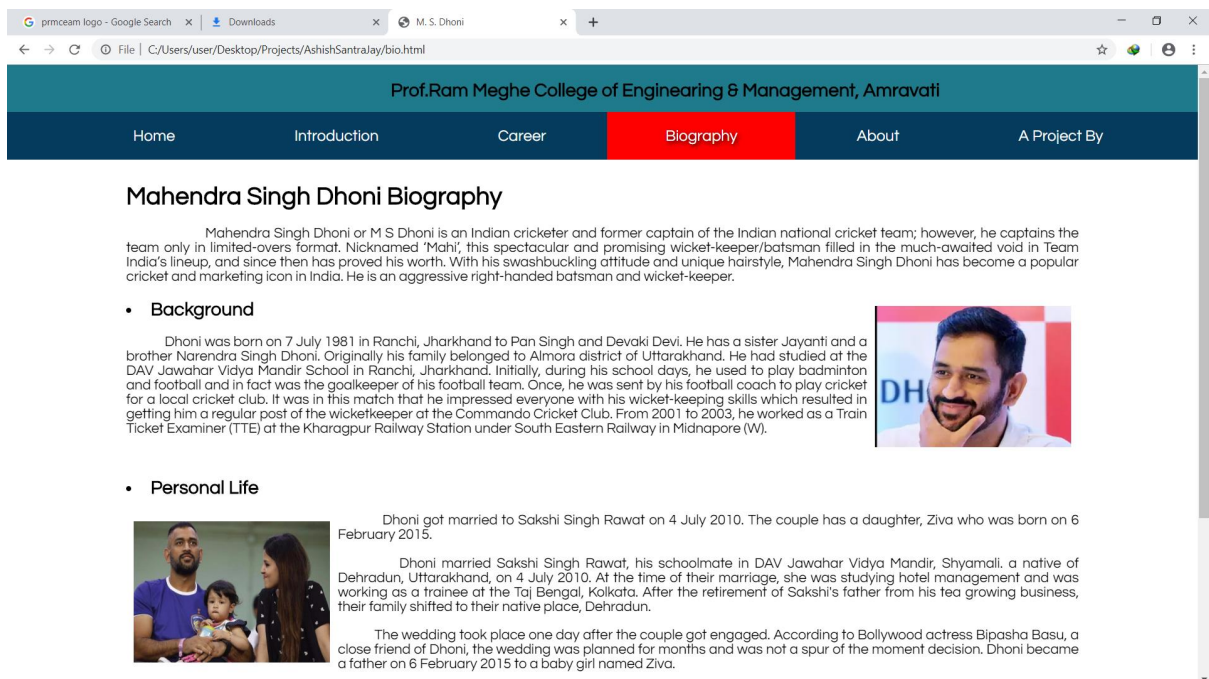 prmceam logo - Google Search
Downloads
M. S. Dhoni
File | C:/Users/user/Desktop/Projects/AshishSantraJay/bio.html
Prof.Ram Meghe College of Enginearing & Management, Amravati
Home Introduction Career Biography About A Project By
Mahendra Singh Dhoni Biography
Mahendra Singh Dhoni or M S Dhoni is an Indian cricketer and former captain of the Indian national cricket team; however, he captains the
team only in limited-overs format. Nicknamed ‘Mahi’, this spectacular and promising wicket-keeper/batsman filled in the much-awaited void in Team
India’s lineup, and since then has proved his worth. With his swashbuckling attitude and unique hairstyle, Mahendra Singh Dhoni has become a popular
cricket and marketing icon in India. He is an aggressive right-handed batsman and wicket-keeper.
• Background
Dhoni was born on 7 July 1981 in Ranchi, Jharkhand to Pan Singh and Devaki Devi. He has a sister Jayanti and a
brother Narendra Singh Dhoni. Originally his family belonged to Almora district of Uttarakhand. He had studied at the
DAV Jawahar Vidya Mandir School in Ranchi, Jharkhand. Initially, during his school days, he used to play badminton
and football and in fact was the goalkeeper of his football team. Once, he was sent by his football coach to play cricket
for a local cricket club. It was in this match that he impressed everyone with his wicket-keeping skills which resulted in
getting him a regular post of the wicketkeeper at the Commando Cricket Club. From 2001 to 2003, he worked as a Train
Ticket Examiner (TTE) at the Kharagpur Railway Station under South Eastern Railway in Midnapore (W).
DH
• Personal Life
Dhoni got married to Sakshi Singh Rawat on 4 July 2010. The couple has a daughter, Ziva who was born on 6
February 2015.
Dhoni married Sakshi Singh Rawat, his schoolmate in DAV Jawahar Vidya Mandir, Shyamali. a native of
Dehradun, Uttarakhand, on 4 July 2010. At the time of their marriage, she was studying hotel management and was
working as a trainee at the Taj Bengal, Kolkata. After the retirement of Sakshi's father from his tea growing business,
their family shifted to their native place, Dehradun.
The wedding took place one day after the couple got engaged. According to Bollywood actress Bipasha Basu, a
close friend of Dhoni, the wedding was planned for months and was not a spur of the moment decision. Dhoni became
a father on 6 February 2015 to a baby girl named Ziva.